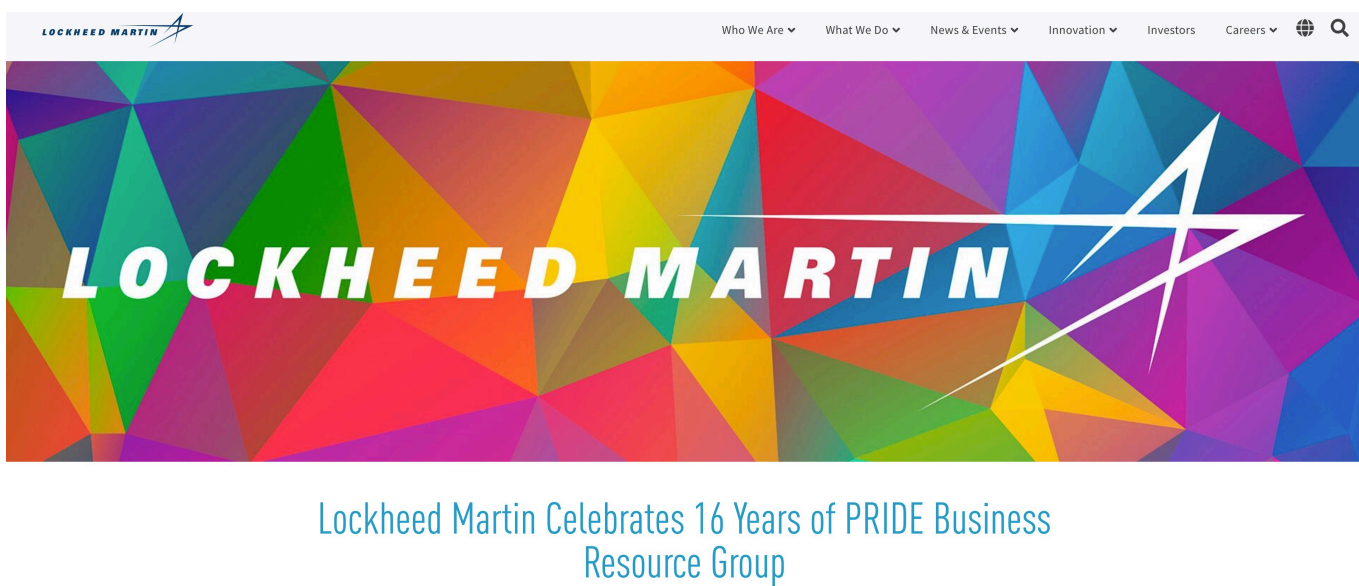 LOCKHEED MARTIN
Who We Are What We Do News & Events Innovation Investors Careers
LOCKHEED MARTIN
Lockheed Martin Celebrates 16 Years of PRIDE Business
Resource Group